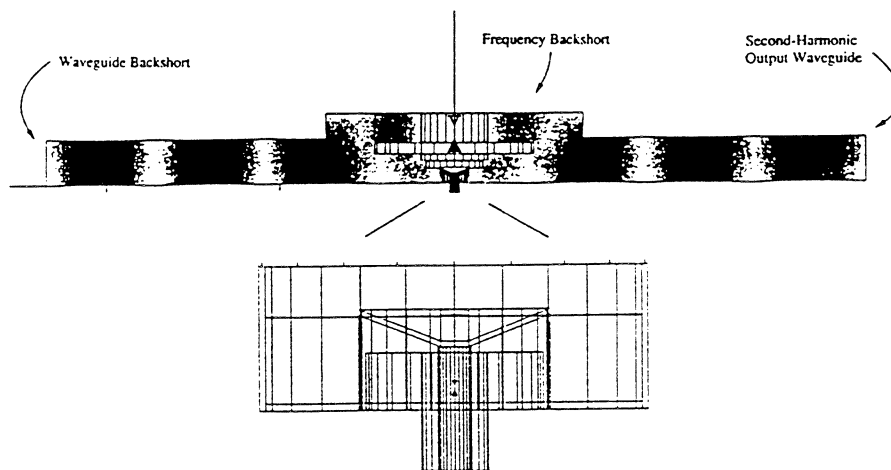 Frequency Backshort
Waveguide Backshort
Second-Harmonic
Output Waveguide